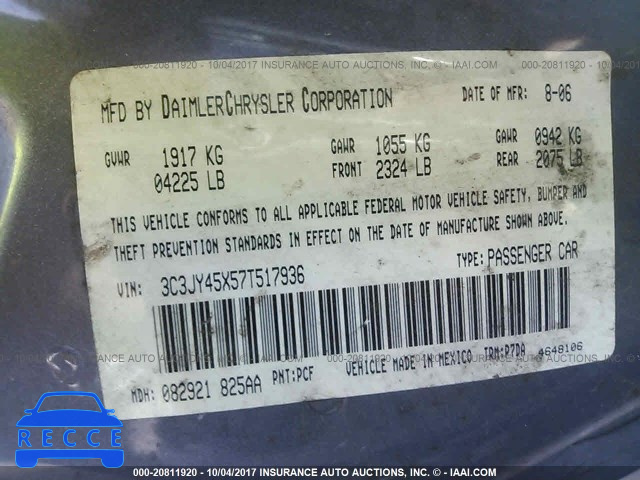 000-20811920 - 10/04/2017 INSURANCE AUTO AUCTIONS, INC. © - IAAI.COM
MFD BY DAIMLERCHRYSLER CORPORATION DATE OF MFR: 8-06
GVWR 1917 KG GAWR 1055 KG GAWR 0942 KG
04225 LB FRONT 2324 LB REAR 2075 LB
THIS VEHICLE CONFORMS TO ALL APPLICABLE FEDERAL MOTOR VEHICLE SAFETY, BUMPER AND
THEFT PREVENTION STANDARDS IN EFFECT ON THE DATE OF MANUFACTURE SHOWN ABOVE.
VIN: 3C3JY45X57T517936 TYPE: PASSENGER CAR
MDH: 082921 825AA PNT:PCF VEHICLE MADE IN MEXICO TRM:P7DA 4648106
RECCE
000-20811920 - 10/04/2017 INSURANCE AUTO AUCTIONS, INC. © - IAAI.COM